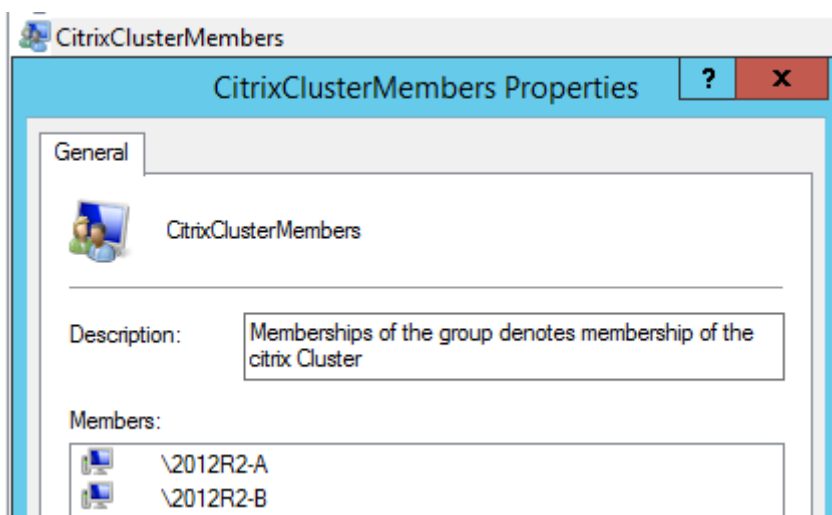 CitrixClusterMembers
CitrixClusterMembers Properties
?
x
General
CitrixClusterMembers
Description:
Memberships of the group denotes membership of the
citrix Cluster
Members:
\2012R2-A
\2012R2-B